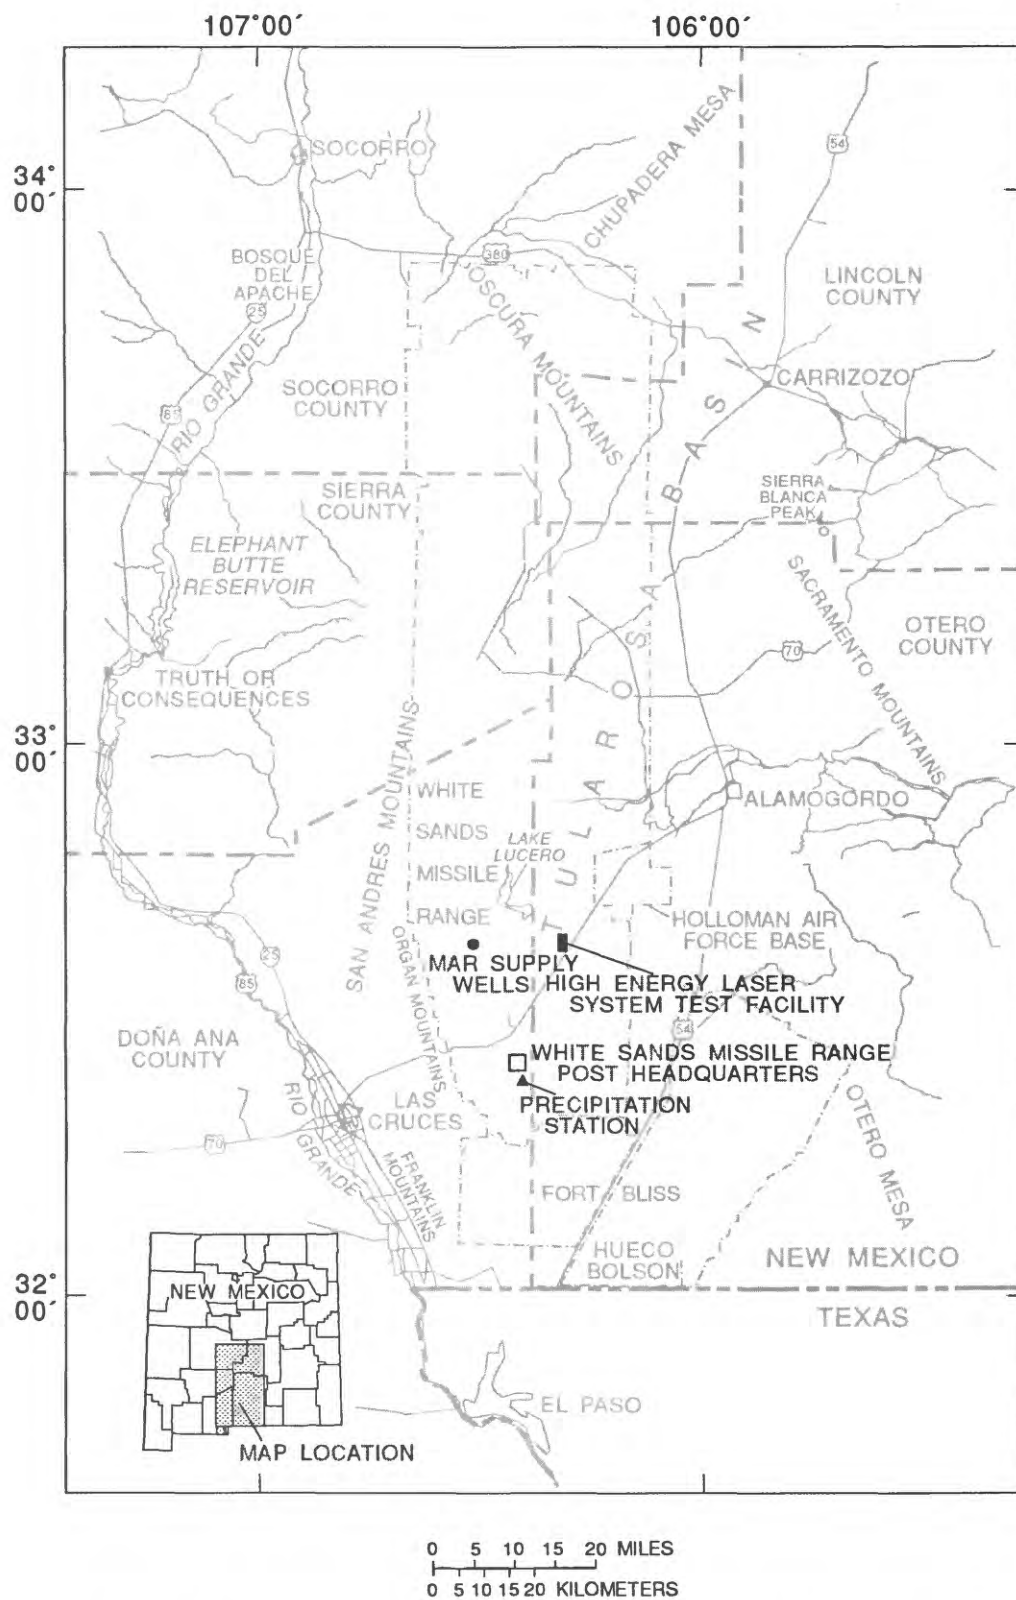 107°00′ 106°00′
34°
00′
SOCORRO
CHUPADERA MESA
54
BOSQUE
DEL
APACHE
380
25
LINCOLN
COUNTY
OSCURA MOUNTAINS
RIO GRANDE
SOCORRO
COUNTY
85
CARRIZOZO
SIERRA
COUNTY
SIERRA
BLANCA
PEAK
ELEPHANT
BUTTE
RESERVOIR
SACRAMENTO MOUNTAINS
OTERO
COUNTY
70
TRUTH OR
CONSEQUENCES
TULAROSA BASIN
33°
00′
SAN ANDRES MOUNTAINS
WHITE
SANDS
MISSILE
RANGE
LAKE
LUCERO
ALAMOGORDO
HOLLOMAN AIR
FORCE BASE
ORGAN MOUNTAINS
MAR SUPPLY
WELLS
HIGH ENERGY LASER
SYSTEM TEST FACILITY
25
85
54
DOÑA ANA
COUNTY
WHITE SANDS MISSILE RANGE
POST HEADQUARTERS
PRECIPITATION
STATION
LAS
CRUCES
RIO GRANDE
70
FRANKLIN
MOUNTAINS
OTERO MESA
FORT BLISS
HUECO
BOLSON
NEW MEXICO
TEXAS
32°
00′
NEW MEXICO
MAP LOCATION
EL PASO
0 5 10 15 20 MILES
0 5 10 15 20 KILOMETERS